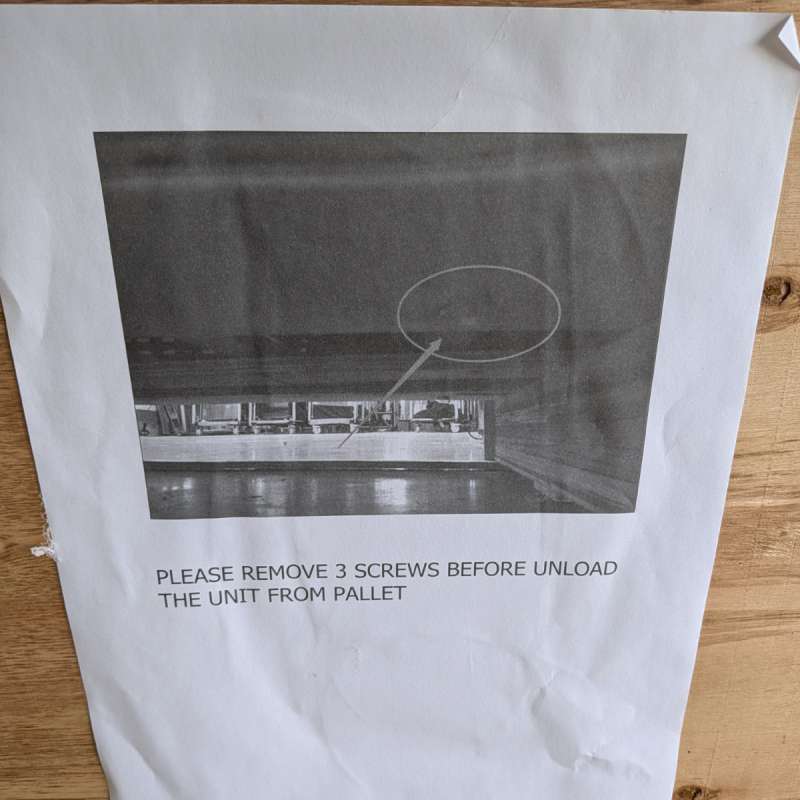 PLEASE REMOVE 3 SCREWS BEFORE UNLOAD
THE UNIT FROM PALLET